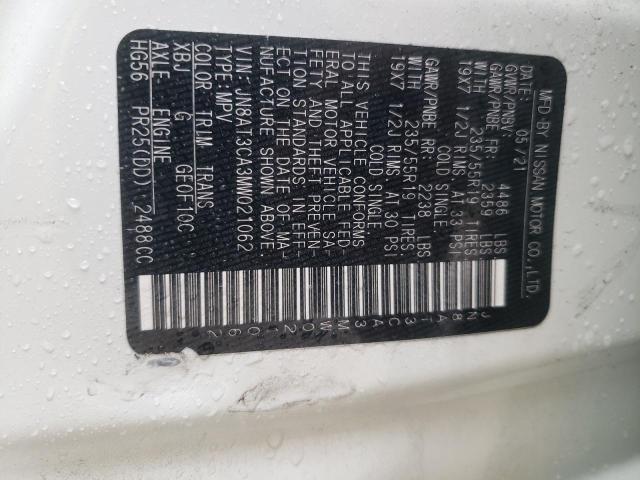 MFD BY NISSAN MOTOR CO.,LTD.
DATE: 05/21
GVWR/PNBV: 4486 LBS
GAWR/PNBE FR: 2359 LBS
WITH 235/55R19 TIRES,
19X7 1/2J RIMS AT 33 PSI
COLD SINGLE
GAWR/PNBE RR: 2238 LBS
WITH 235/55R19 TIRES,
19X7 1/2J RIMS AT 30 PSI
COLD SINGLE
THIS VEHICLE CONFORMS
TO ALL APPLICABLE FED-
ERAL MOTOR VEHICLE SA-
FETY AND THEFT PREVEN-
TION STANDARDS IN EFF-
ECT ON THE DATE OF MA-
NUFACTURE SHOWN ABOVE.
VIN: JN8AT3CA3MW021062
TYPE: MPV
COLOR TRIM TRANS
XBJ G GE0F10C
AXLE ENGINE
HG56 PR25(DD) 2488CC
JN8AT3CA3MW021062